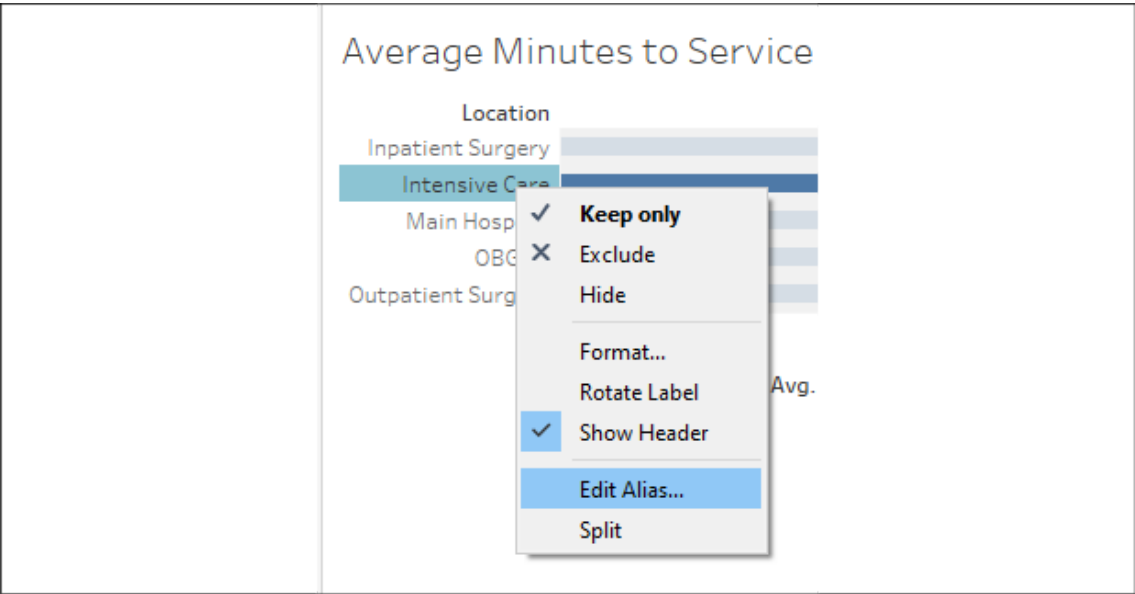 Average Minutes to Service
Location
Inpatient Surgery
Intensive Care
Main Hosp
Keep only
OBG
Exclude
Outpatient Surg
Hide
Format...
Rotate Label
Avg.
Show Header
Edit Alias...
Split